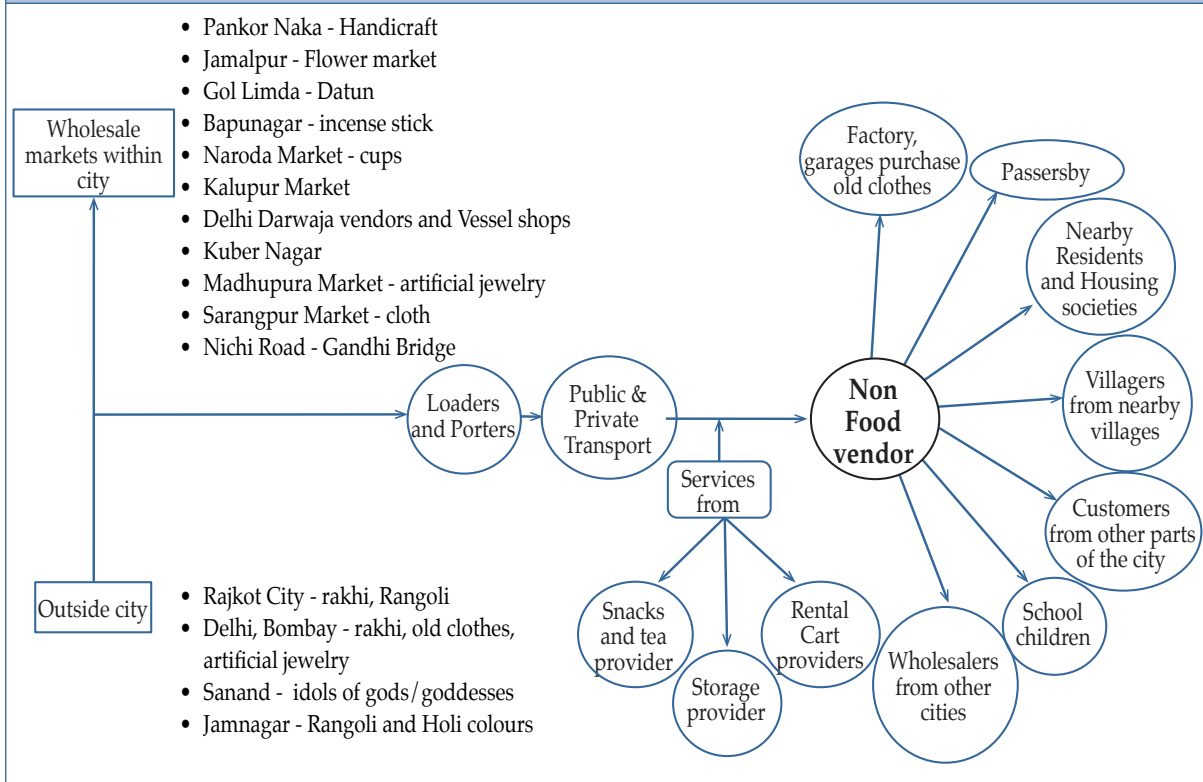 • Pankor Naka - Handicraft
• Jamalpur - Flower market
• Gol Limda - Datun
• Bapunagar - incense stick
• Naroda Market - cups
• Kalupur Market
• Delhi Darwaja vendors and Vessel shops
• Kuber Nagar
• Madhupura Market - artificial jewelry
• Sarangpur Market - cloth
• Nichi Road - Gandhi Bridge
Wholesale
markets within
city
Outside city
• Rajkot City - rakhi, Rangoli
• Delhi, Bombay - rakhi, old clothes,
artificial jewelry
• Sanand - idols of gods/goddesses
• Jamnagar - Rangoli and Holi colours
Loaders
and Porters
Public &
Private
Transport
Services
from
Snacks
and tea
provider
Storage
provider
Rental
Cart
providers
Non
Food
vendor
Factory,
garages purchase
old clothes
Passersby
Nearby
Residents
and Housing
societies
Villagers
from nearby
villages
Customers
from other parts
of the city
School
children
Wholesalers
from other
cities